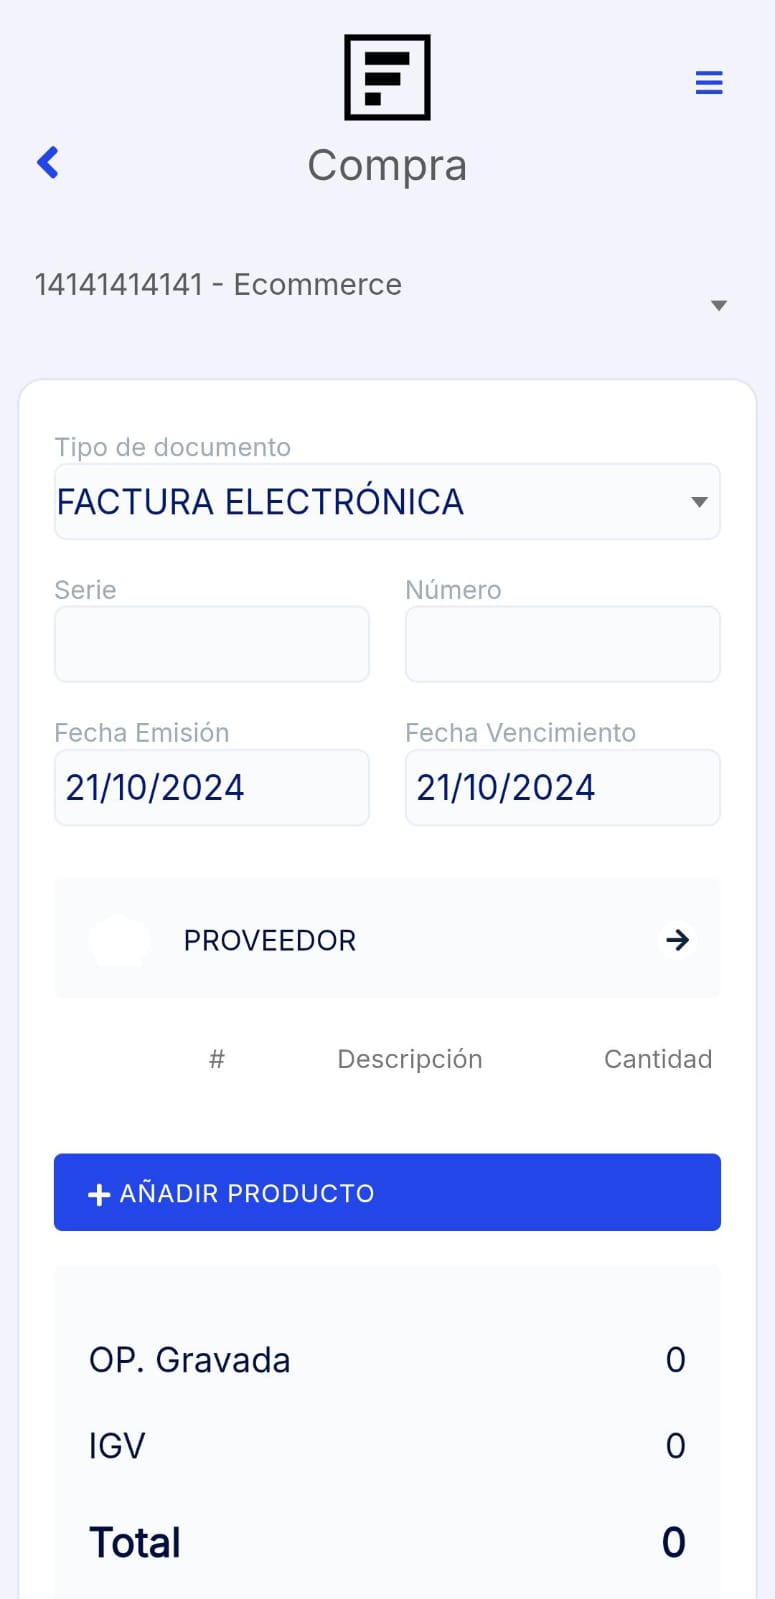 Compra
14141414141 - Ecommerce
Tipo de documento
FACTURA ELECTRÓNICA
Serie Número
Fecha Emisión Fecha Vencimiento
21/10/2024 21/10/2024
PROVEEDOR
# Descripción Cantidad
+ AÑADIR PRODUCTO
OP. Gravada 0
IGV 0
Total 0